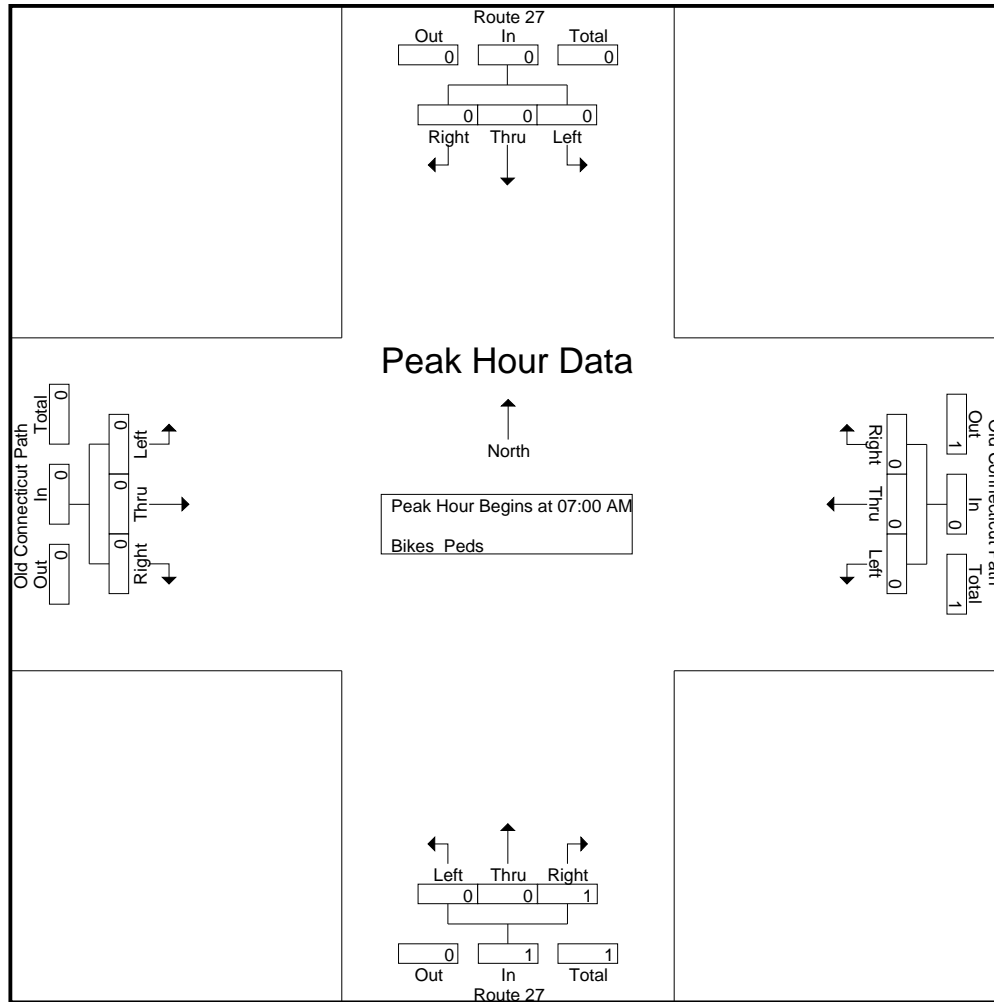 Route 27
Out In Total
0 0 0
0 0 0
Right Thru Left
Peak Hour Data
North
Peak Hour Begins at 07:00 AM
Bikes Peds
Old Connecticut Path
Total In Out
0 0 0
0 0 0
Left Thru Right
Right Thru Left
0 0 0
1 0 1
Out In Total
Old Connecticut Path
Left Thru Right
0 0 1
0 1 1
Out In Total
Route 27